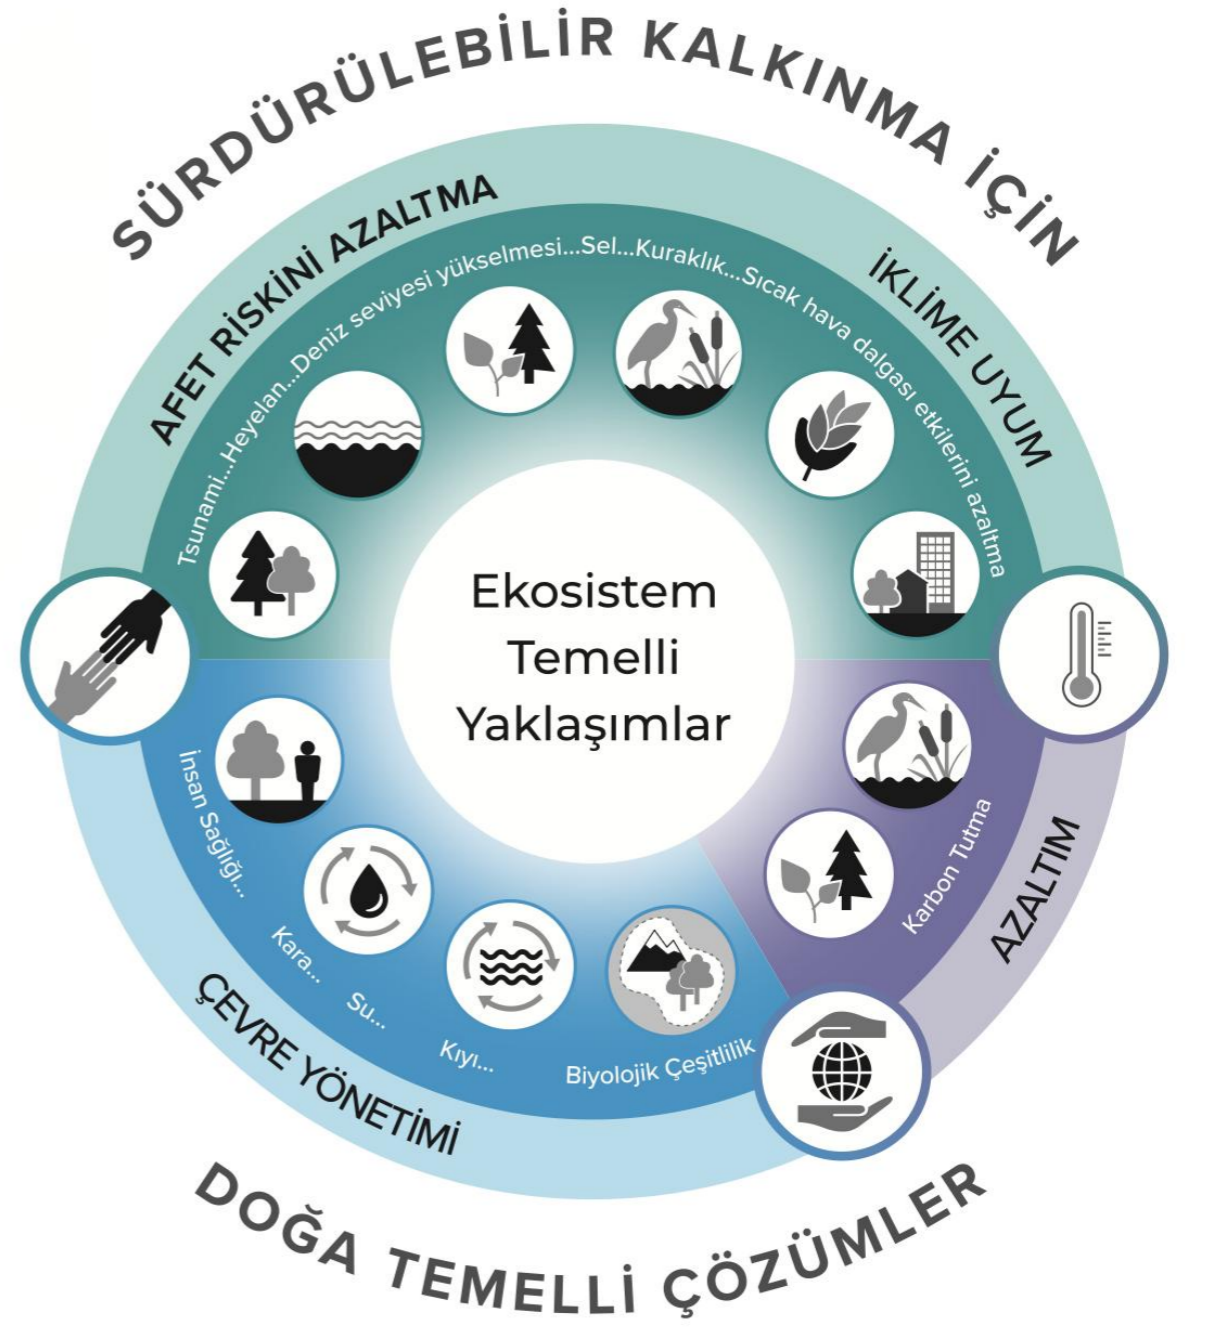 SÜRDÜRÜLEBİLİR KALKINMA İÇİN
AFET RİSKİNİ AZALTMA
İKLİME UYUM
Tsunami...Heyelan...Deniz seviyesi yükselmesi...Sel...Kuraklık...Sıcak hava dalgası etkilerini azaltma
Ekosistem
Temelli
Yaklaşımlar
İnsan Sağlığı...
Kara...
Su...
Kıyı...
Biyolojik Çeşitlilik
Karbon Tutma
AZALTIM
ÇEVRE YÖNETİMİ
DOĞA TEMELLİ ÇÖZÜMLER